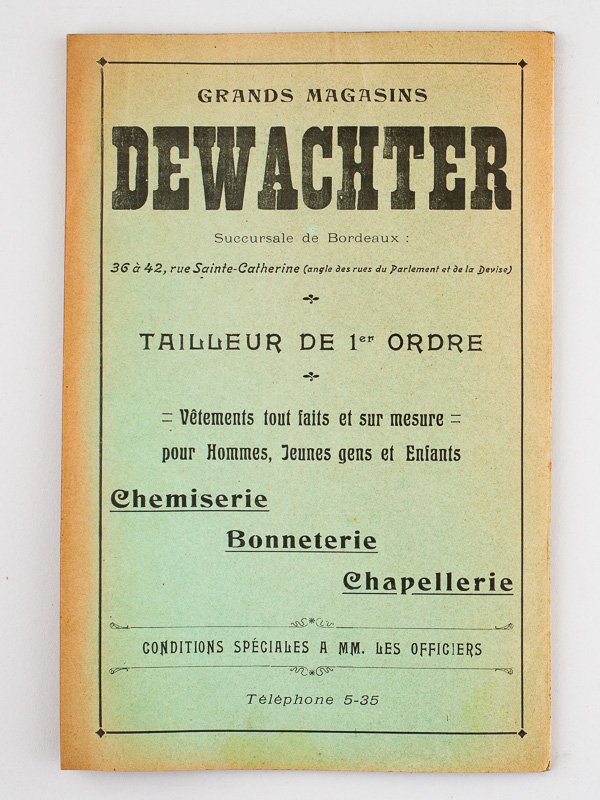 GRANDS MAGASINS
DEWACHTER
Succursale de Bordeaux :
36 à 42, rue Sainte-Catherine (angle des rues du Parlement et de la Devise)
TAILLEUR DE 1er ORDRE
= Vêtements tout faits et sur mesure =
pour Hommes, Jeunes gens et Enfants
Chemiserie
Bonneterie
Chapellerie
CONDITIONS SPÉCIALES A MM. LES OFFICIERS
Téléphone 5-35